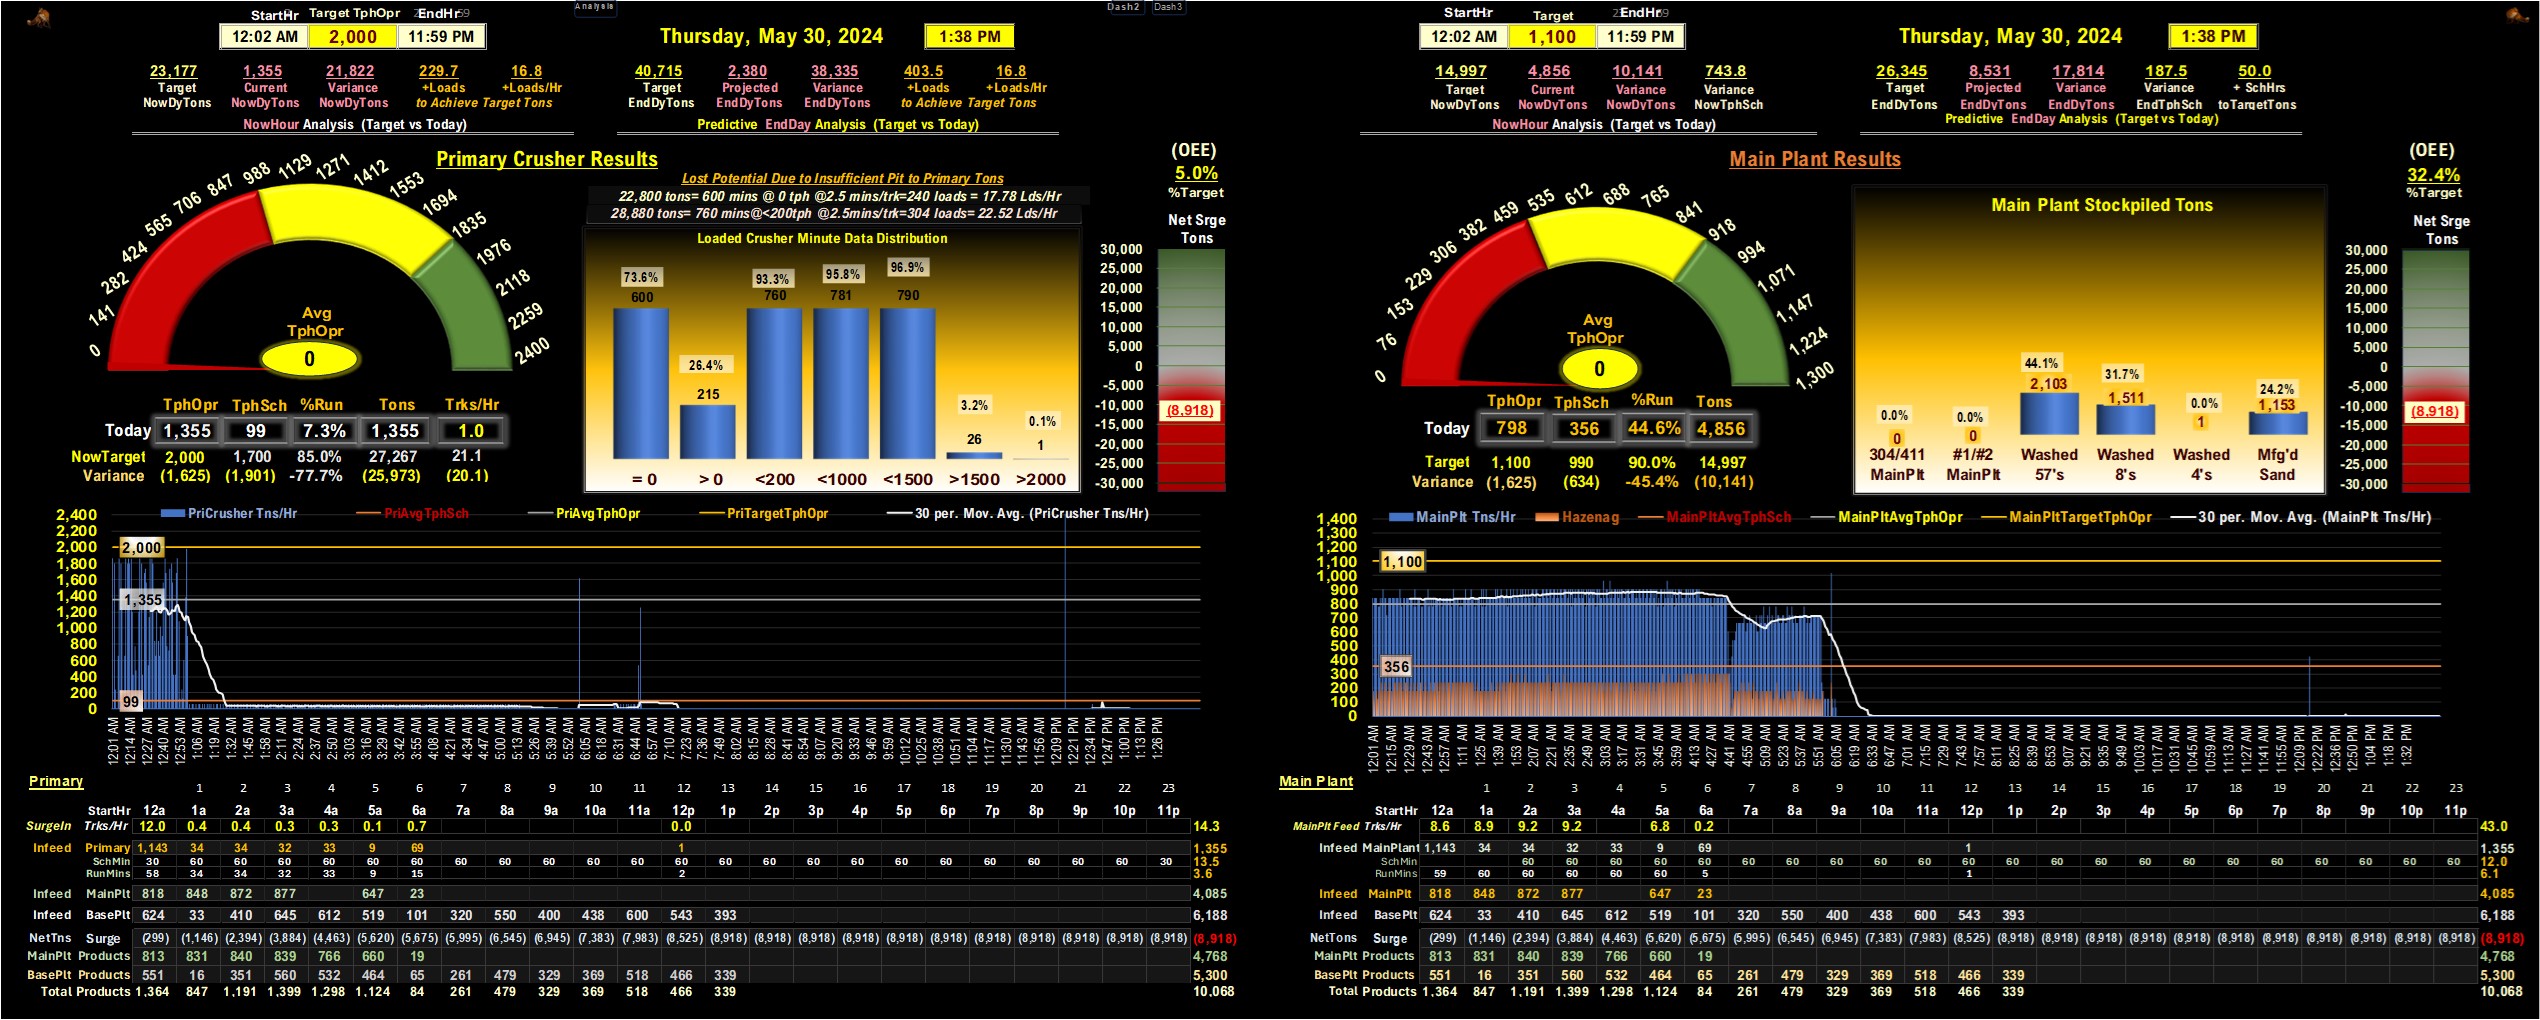 Analysis
Dash2 Dash3
StartHr Target TphOpr EndHr
12:02 AM 2,000 11:59 PM
Thursday, May 30, 2024 1:38 PM
23,177 1,355 21,822 229.7 16.8
Target Current Variance +Loads +Loads/Hr
NowDyTons NowDyTons NowDyTons to Achieve Target Tons
NowHour Analysis (Target vs Today)
40,715 2,380 38,335 403.5 16.8
Target Projected Variance +Loads +Loads/Hr
EndDyTons EndDyTons EndDyTons to Achieve Target Tons
Predictive EndDay Analysis (Target vs Today)
Primary Crusher Results
0 141 282 424 565 706 847 988 1129 1271 1412 1553 1694 1835 1976 2118 2259 2400
Avg
TphOpr
0
TphOpr TphSch %Run Tons Trks/Hr
Today 1,355 99 7.3% 1,355 1.0
NowTarget 2,000 1,700 85.0% 27,267 21.1
Variance (1,625) (1,901) -77.7% (25,973) (20.1)
Lost Potential Due to Insufficient Pit to Primary Tons
22,800 tons= 600 mins @ 0 tph @2.5 mins/trk=240 loads = 17.78 Lds/Hr
28,880 tons= 760 mins@<200tph @2.5mins/trk=304 loads= 22.52 Lds/Hr
Loaded Crusher Minute Data Distribution
73.6% 26.4% 93.3% 95.8% 96.9% 3.2% 0.1%
600 215 760 781 790 26 1
= 0 > 0 <200 <1000 <1500 >1500 >2000
(OEE)
5.0%
%Target
Net Srge
Tons
30,000
25,000
20,000
15,000
10,000
5,000
0
-5,000
-10,000 (8,918)
-15,000
-20,000
-25,000
-30,000
PriCrusher Tns/Hr PriAvgTphSch PriAvgTphOpr PriTargetTphOpr 30 per. Mov. Avg. (PriCrusher Tns/Hr)
2,400
2,200
2,000 2,000
1,800
1,600
1,400 1,355
1,200
1,000
800
600
400
200 99
0
12:01 AM 12:14 AM 12:27 AM 12:40 AM 12:53 AM 1:06 AM 1:19 AM 1:32 AM 1:45 AM 1:58 AM 2:11 AM 2:24 AM 2:37 AM 2:50 AM 3:03 AM 3:16 AM 3:29 AM 3:42 AM 3:55 AM 4:08 AM 4:21 AM 4:34 AM 4:47 AM 5:00 AM 5:13 AM 5:26 AM 5:39 AM 5:52 AM 6:05 AM 6:18 AM 6:31 AM 6:44 AM 6:57 AM 7:10 AM 7:23 AM 7:36 AM 7:49 AM 8:02 AM 8:15 AM 8:28 AM 8:41 AM 8:54 AM 9:07 AM 9:20 AM 9:33 AM 9:46 AM 9:59 AM 10:12 AM 10:25 AM 10:38 AM 10:51 AM 11:04 AM 11:17 AM 11:30 AM 11:43 AM 11:56 AM 12:09 PM 12:21 PM 12:34 PM 12:47 PM 1:00 PM 1:13 PM 1:26 PM
Primary
1 2 3 4 5 6 7 8 9 10 11 12 13 14 15 16 17 18 19 20 21 22 23
StartHr 12a 1a 2a 3a 4a 5a 6a 7a 8a 9a 10a 11a 12p 1p 2p 3p 4p 5p 6p 7p 8p 9p 10p 11p
SurgeIn Trks/Hr 12.0 0.4 0.4 0.3 0.3 0.1 0.7 0.0 14.3
Infeed Primary 1,143 34 34 32 33 9 69 1 1,355
SchMin 30 60 60 60 60 60 60 60 60 60 60 60 60 60 60 60 60 60 60 60 60 60 60 30 13.5
RunMins 58 34 34 32 33 9 15 2 3.6
Infeed MainPlt 818 848 872 877 647 23 4,085
Infeed BasePlt 624 33 410 645 612 519 101 320 550 400 438 600 543 393 6,188
NetTns Surge (299) (1,146) (2,394) (3,884) (4,463) (5,620) (5,675) (5,995) (6,545) (6,945) (7,383) (7,983) (8,525) (8,918) (8,918) (8,918) (8,918) (8,918) (8,918) (8,918) (8,918) (8,918) (8,918) (8,918) (8,918)
MainPlt Products 813 831 840 839 766 660 19 4,768
BasePlt Products 551 16 351 560 532 464 65 261 479 329 369 518 466 339 5,300
Total Products 1,364 847 1,191 1,399 1,298 1,124 84 261 479 329 369 518 466 339 10,068
StartHr Target EndHr
12:02 AM 1,100 11:59 PM
Thursday, May 30, 2024 1:38 PM
14,997 4,856 10,141 743.8
Target Current Variance Variance
NowDyTons NowDyTons NowDyTons NowTphSch
NowHour Analysis (Target vs Today)
26,345 8,531 17,814 187.5 50.0
Target Projected Variance Variance + SchHrs
EndDyTons EndDyTons EndDyTons EndTphSch toTargetTons
Predictive EndDay Analysis (Target vs Today)
Main Plant Results
0 76 153 229 306 382 459 535 612 688 765 841 918 994 1,071 1,147 1,224 1,300
Avg
TphOpr
0
TphOpr TphSch %Run Tons
Today 798 356 44.6% 4,856
Target 1,100 990 90.0% 14,997
Variance (1,625) (634) -45.4% (10,141)
Main Plant Stockpiled Tons
0.0% 0.0% 44.1% 31.7% 0.0% 24.2%
0 0 2,103 1,511 1 1,153
304/411 #1/#2 Washed Washed Washed Mfg'd
MainPlt MainPlt 57's 8's 4's Sand
(OEE)
32.4%
%Target
Net Srge
Tons
30,000
25,000
20,000
15,000
10,000
5,000
0
-5,000
-10,000 (8,918)
-15,000
-20,000
-25,000
-30,000
MainPlt Tns/Hr Hazenag MainPltAvgTphSch MainPltAvgTphOpr MainPltTargetTphOpr 30 per. Mov. Avg. (MainPlt Tns/Hr)
1,400
1,300
1,200
1,100 1,100
1,000
900
800
700
600
500
400
300 356
200
100
0
12:01 AM 12:15 AM 12:29 AM 12:43 AM 12:57 AM 1:11 AM 1:25 AM 1:39 AM 1:53 AM 2:07 AM 2:21 AM 2:35 AM 2:49 AM 3:03 AM 3:17 AM 3:31 AM 3:45 AM 3:59 AM 4:13 AM 4:27 AM 4:41 AM 4:55 AM 5:09 AM 5:23 AM 5:37 AM 5:51 AM 6:05 AM 6:19 AM 6:33 AM 6:47 AM 7:01 AM 7:15 AM 7:29 AM 7:43 AM 7:57 AM 8:11 AM 8:25 AM 8:39 AM 8:53 AM 9:07 AM 9:21 AM 9:35 AM 9:49 AM 10:03 AM 10:17 AM 10:31 AM 10:45 AM 10:59 AM 11:13 AM 11:27 AM 11:41 AM 11:55 AM 12:09 PM 12:22 PM 12:36 PM 12:50 PM 1:04 PM 1:18 PM 1:32 PM
Main Plant
1 2 3 4 5 6 7 8 9 10 11 12 13 14 15 16 17 18 19 20 21 22 23
StartHr 12a 1a 2a 3a 4a 5a 6a 7a 8a 9a 10a 11a 12p 1p 2p 3p 4p 5p 6p 7p 8p 9p 10p 11p
MainPlt Feed Trks/Hr 8.6 8.9 9.2 9.2 6.8 0.2 43.0
Infeed MainPlant 1,143 34 34 32 33 9 69 1 1,355
SchMin 60 60 60 60 60 60 60 60 60 60 60 60 60 60 60 60 60 60 60 60 60 60 12.0
RunMins 59 60 60 60 60 60 5 1 6.1
Infeed MainPlt 818 848 872 877 647 23 4,085
Infeed BasePlt 624 33 410 645 612 519 101 320 550 400 438 600 543 393 6,188
NetTons Surge (299) (1,146) (2,394) (3,884) (4,463) (5,620) (5,675) (5,995) (6,545) (6,945) (7,383) (7,983) (8,525) (8,918) (8,918) (8,918) (8,918) (8,918) (8,918) (8,918) (8,918) (8,918) (8,918) (8,918) (8,918)
MainPlt Products 813 831 840 839 766 660 19 4,768
BasePlt Products 551 16 351 560 532 464 65 261 479 329 369 518 466 339 5,300
Total Products 1,364 847 1,191 1,399 1,298 1,124 84 261 479 329 369 518 466 339 10,068